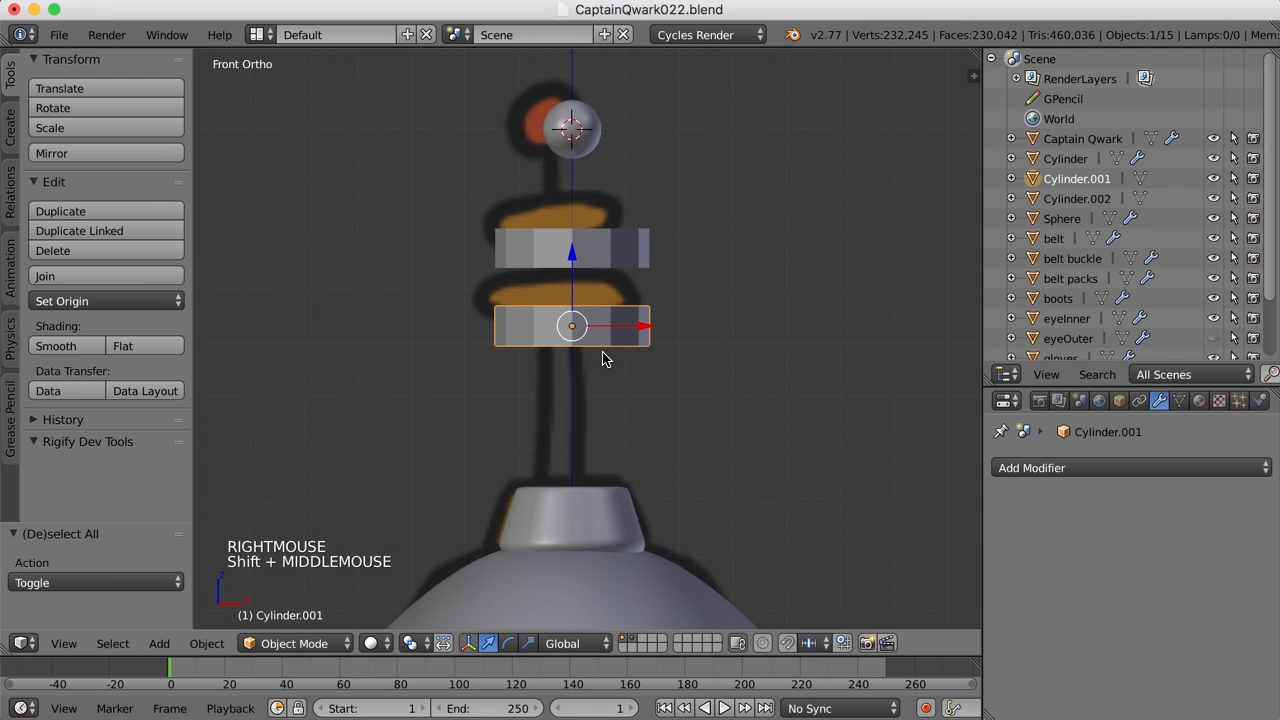 CaptainQwark022.blend
File Render Window Help Default Scene Cycles Render v2.77 | Verts:232,245 | Faces:230,042 | Tris:460,036 | Objects:1/15 | Lamps:0/0 | Mem:
Tools
Create
Relations
Animation
Physics
Grease Pencil
Transform
Translate
Rotate
Scale
Mirror
Edit
Duplicate
Duplicate Linked
Delete
Join
Set Origin
Shading:
Smooth Flat
Data Transfer:
Data Data Layout
History
Rigify Dev Tools
(De)select All
Action
Toggle
Front Ortho
RIGHTMOUSE
Shift + MIDDLEMOUSE
z
(1) Cylinder.001
View Select Add Object Object Mode Global
Scene
RenderLayers
GPencil
World
Captain Qwark
Cylinder
Cylinder.001
Cylinder.002
Sphere
belt
belt buckle
belt packs
boots
eyeInner
eyeOuter
gloves
View Search All Scenes
Cylinder.001
Add Modifier
-40 -20 0 20 40 60 80 100 120 140 160 180 200 220 240 260
View Marker Frame Playback Start: 1 End: 250 1 No Sync